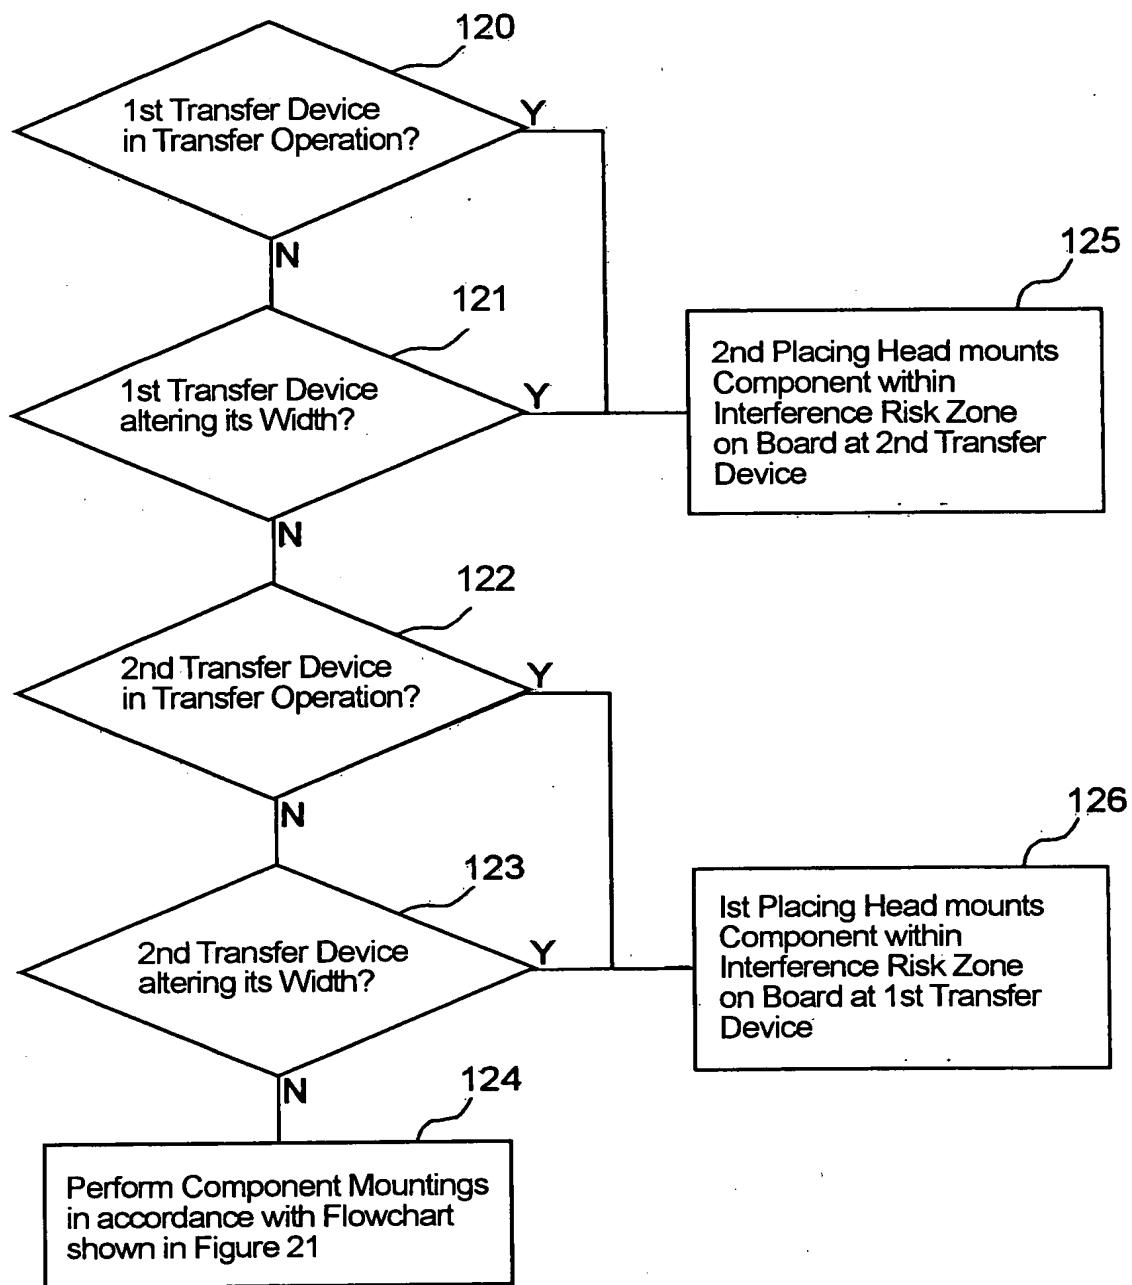 120
1st Transfer Device
in Transfer Operation?
Y
N
125
121
1st Transfer Device
altering its Width?
Y
2nd Placing Head mounts
Component within
Interference Risk Zone
on Board at 2nd Transfer
Device
N
122
2nd Transfer Device
in Transfer Operation?
Y
N
126
123
2nd Transfer Device
altering its Width?
Y
Ist Placing Head mounts
Component within
Interference Risk Zone
on Board at 1st Transfer
Device
N
124
Perform Component Mountings
in accordance with Flowchart
shown in Figure 21